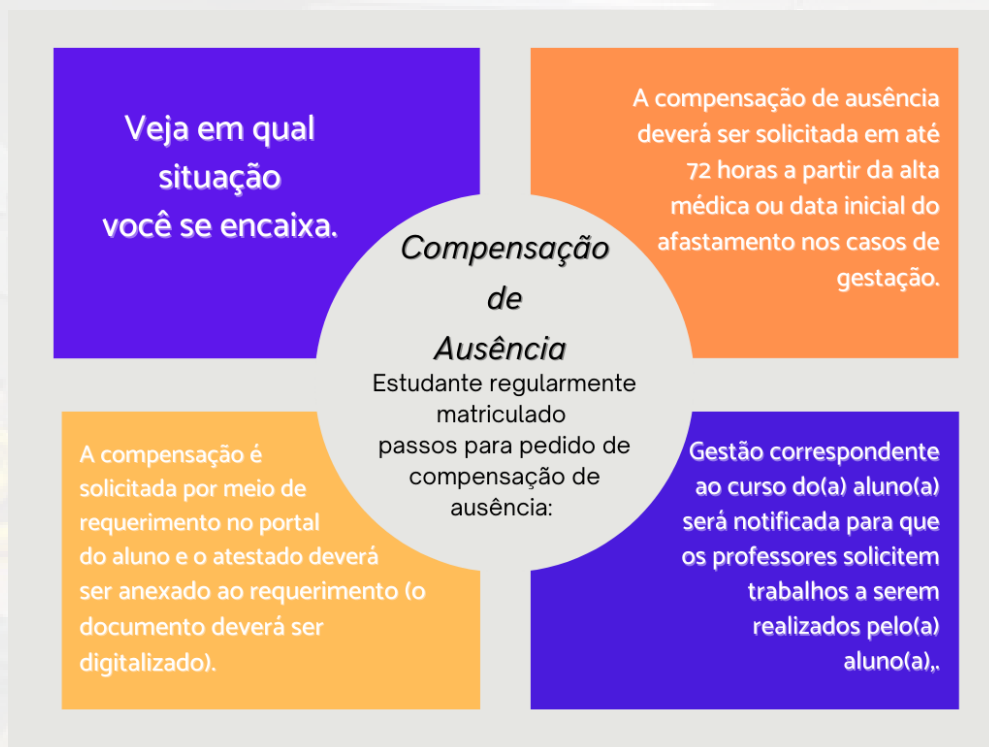 Veja em qual
situação
você se encaixa.
A compensação de ausência
deverá ser solicitada em até
72 horas a partir da alta
médica ou data inicial do
afastamento nos casos de
gestação.
Compensação
de
Ausência
Estudante regularmente
matriculado
passos para pedido de
compensação de
ausência:
A compensação é
solicitada por meio de
requerimento no portal
do aluno e o atestado deverá
ser anexado ao requerimento (o
documento deverá ser
digitalizado).
Gestão correspondente
ao curso do(a) aluno(a)
será notificada para que
os professores solicitem
trabalhos a serem
realizados pelo(a)
aluno(a),.